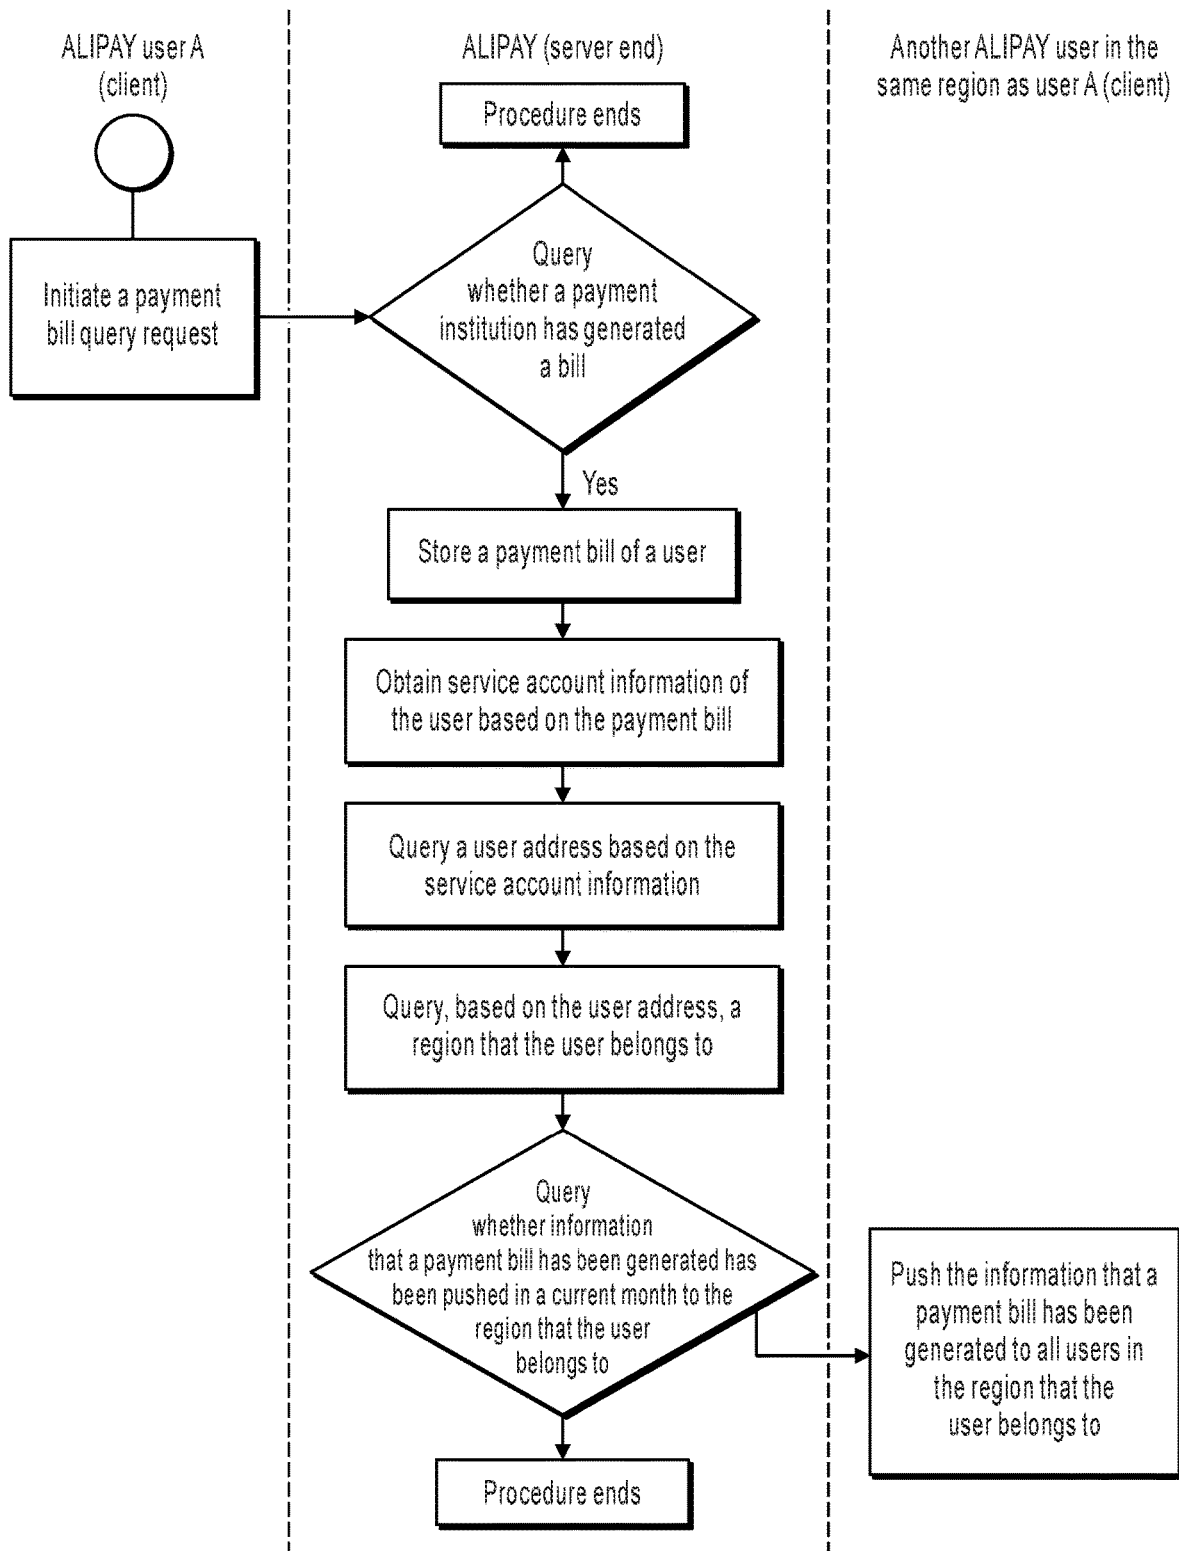 ALIPAY user A
(client)
ALIPAY (server end)
Another ALIPAY user in the
same region as user A (client)
Procedure ends
Initiate a payment
bill query request
Query
whether a payment
institution has generated
a bill
Yes
Store a payment bill of a user
Obtain service account information of
the user based on the payment bill
Query a user address based on the
service account information
Query, based on the user address, a
region that the user belongs to
Query
whether information
that a payment bill has been generated has
been pushed in a current month to the
region that the user
belongs to
Push the information that a
payment bill has been
generated to all users in
the region that the
user belongs to
Procedure ends